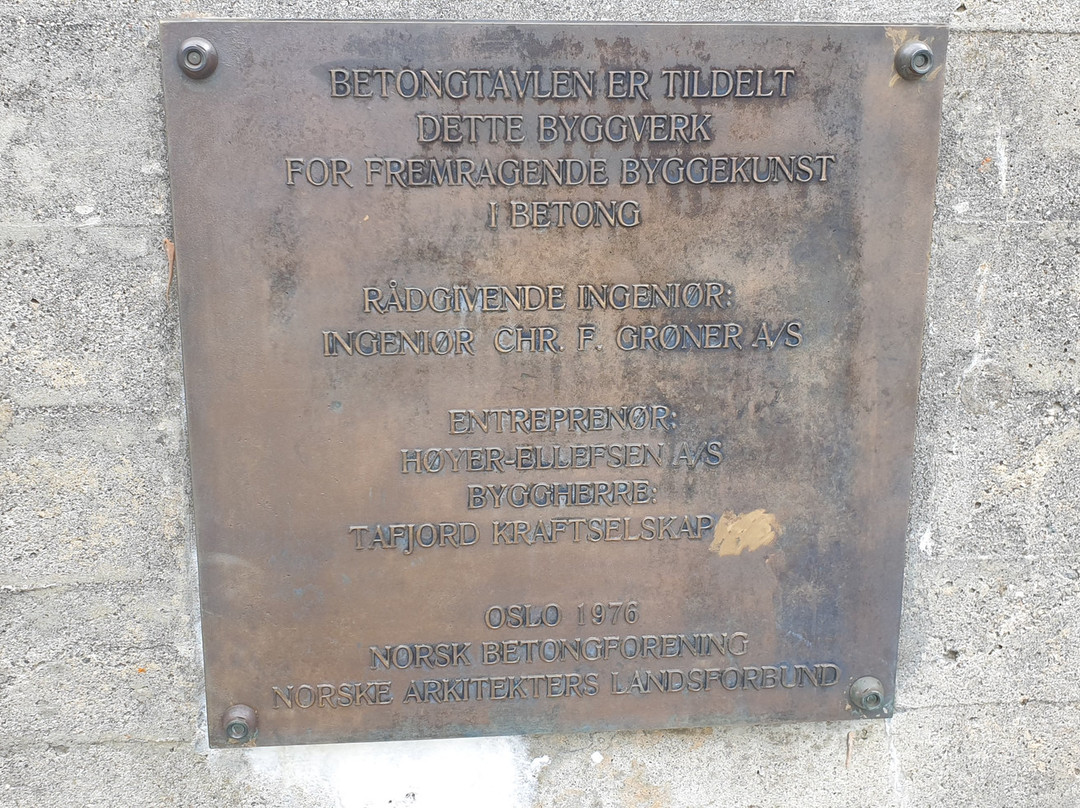 BETONGTAVLEN ER TILDELT
DETTE BYGGVERK
FOR FREMRAGENDE BYGGEKUNST
I BETONG
RÅDGIVENDE INGENIØR:
INGENIØR CHR. F. GRØNER A/S
ENTREPRENØR:
HØYER-ELLEFSEN A/S
BYGGHERRE:
TAFJORD KRAFTSELSKAP
OSLO 1976
NORSK BETONGFORENING
NORSKE ARKITEKTERS LANDSFORBUND